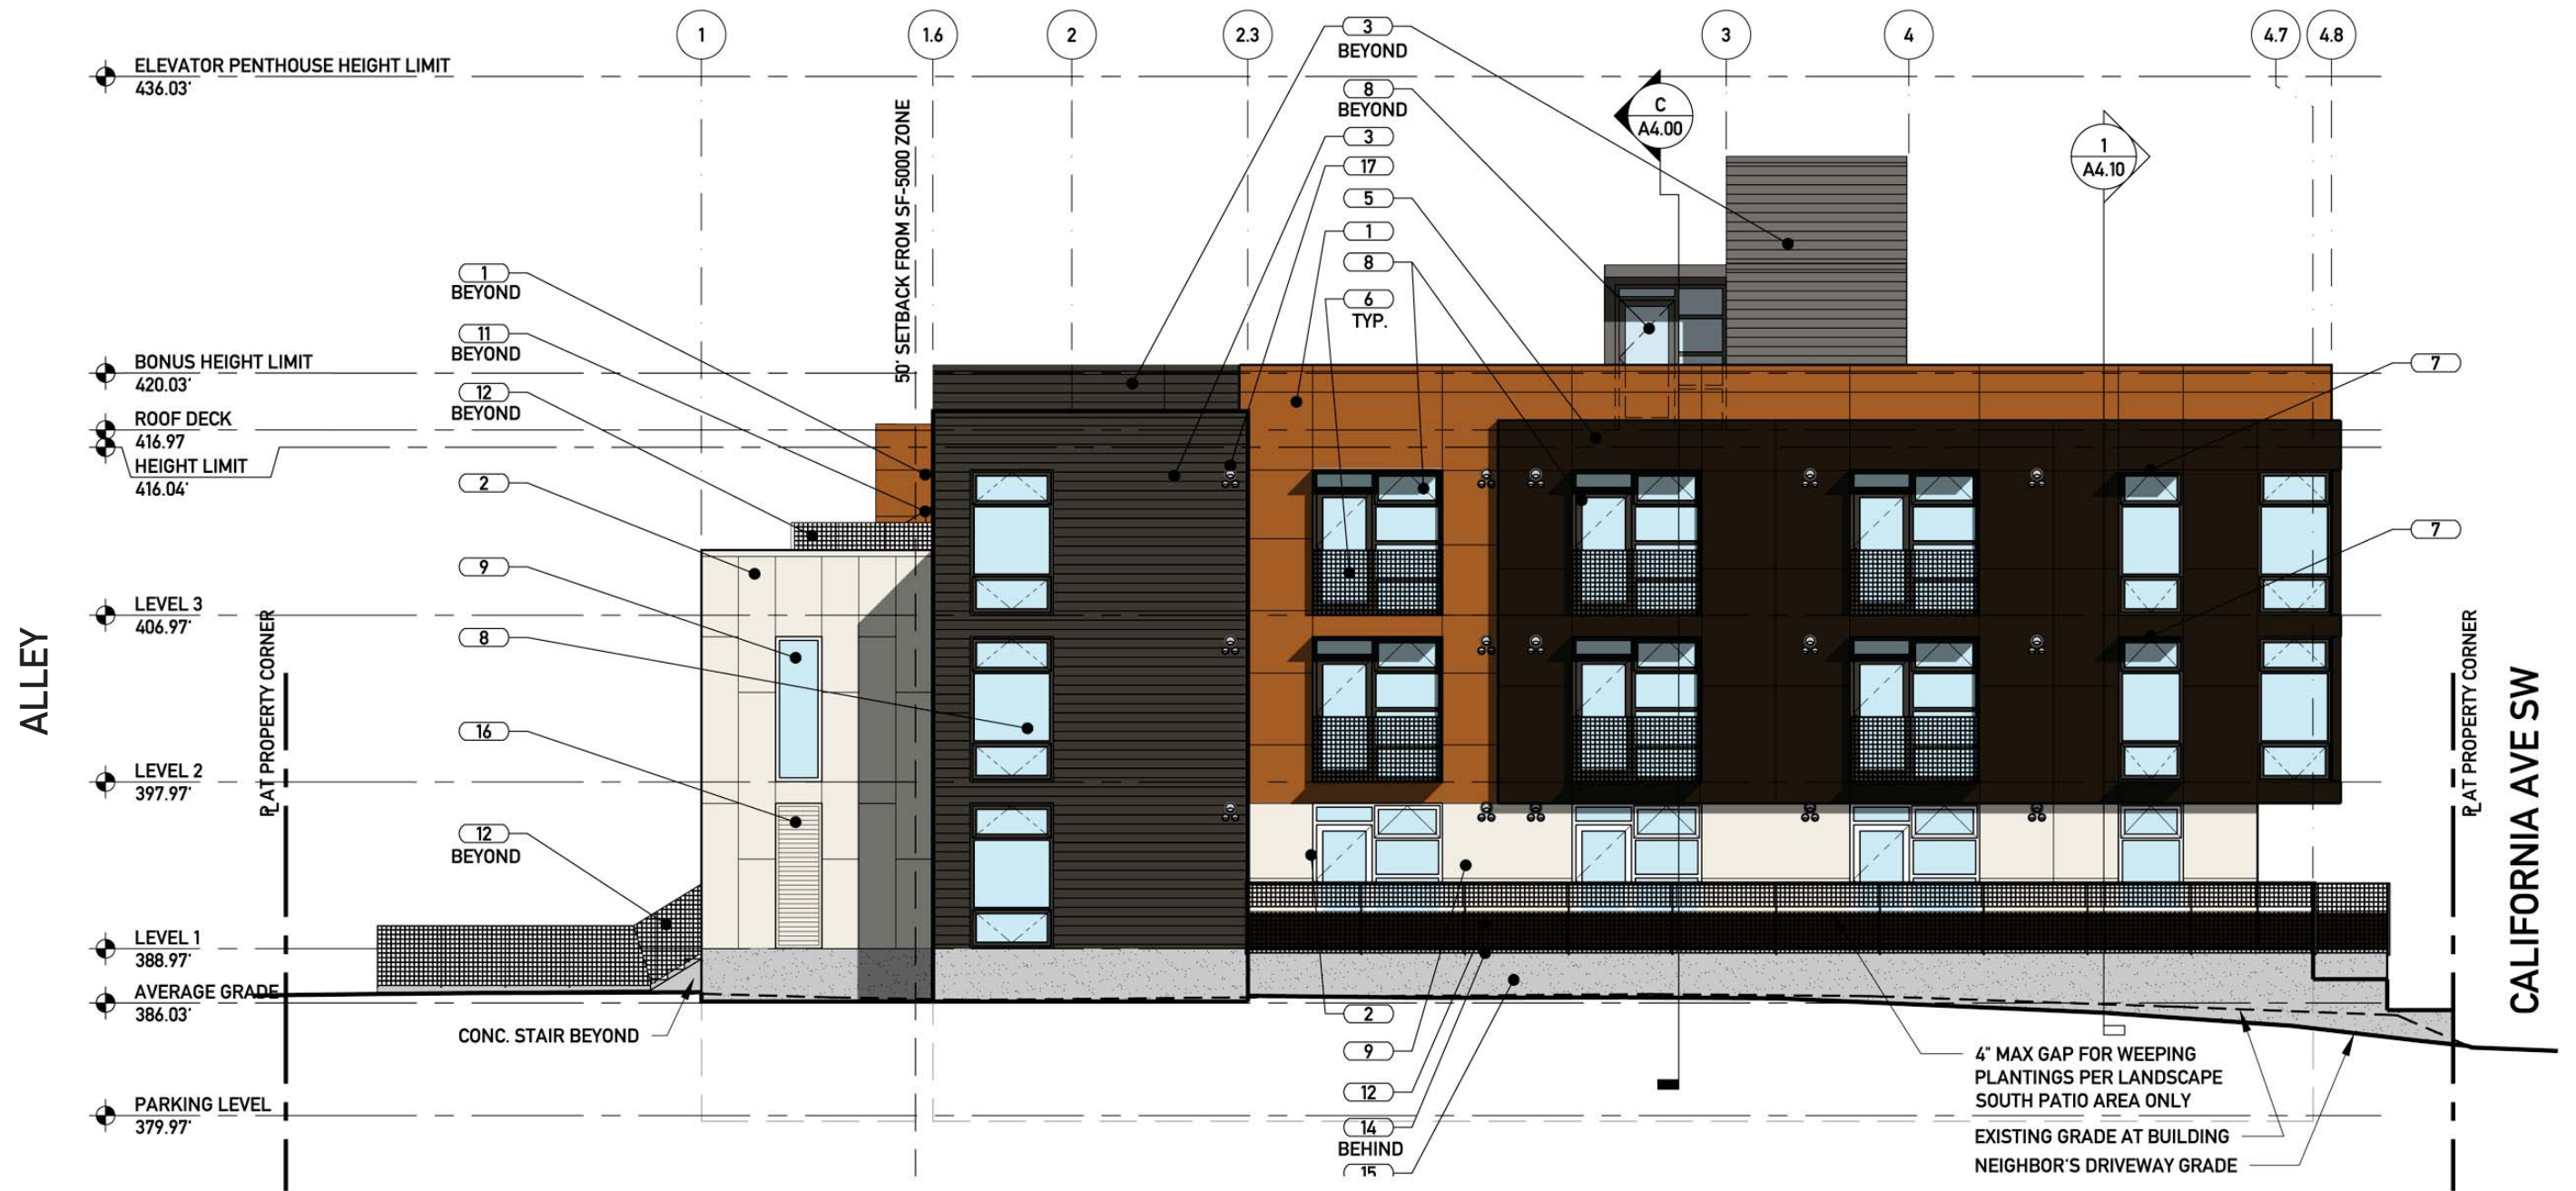 1
1.6
2
2.3
3
4
4.7
4.8
ELEVATOR PENTHOUSE HEIGHT LIMIT
436.03'
BONUS HEIGHT LIMIT
420.03'
ROOF DECK
416.97
HEIGHT LIMIT
416.04'
LEVEL 3
406.97'
LEVEL 2
397.97'
LEVEL 1
388.97'
AVERAGE GRADE
386.03'
PARKING LEVEL
379.97'
ALLEY
PL AT PROPERTY CORNER
1
BEYOND
11
BEYOND
12
BEYOND
2
9
8
16
12
BEYOND
CONC. STAIR BEYOND
50' SETBACK FROM SF-5000 ZONE
3
BEYOND
8
BEYOND
3
17
5
1
8
6
TYP.
C
A4.00
1
A4.10
7
7
2
9
12
14
BEHIND
15
4" MAX GAP FOR WEEPING
PLANTINGS PER LANDSCAPE
SOUTH PATIO AREA ONLY
EXISTING GRADE AT BUILDING
NEIGHBOR'S DRIVEWAY GRADE
PL AT PROPERTY CORNER
CALIFORNIA AVE SW